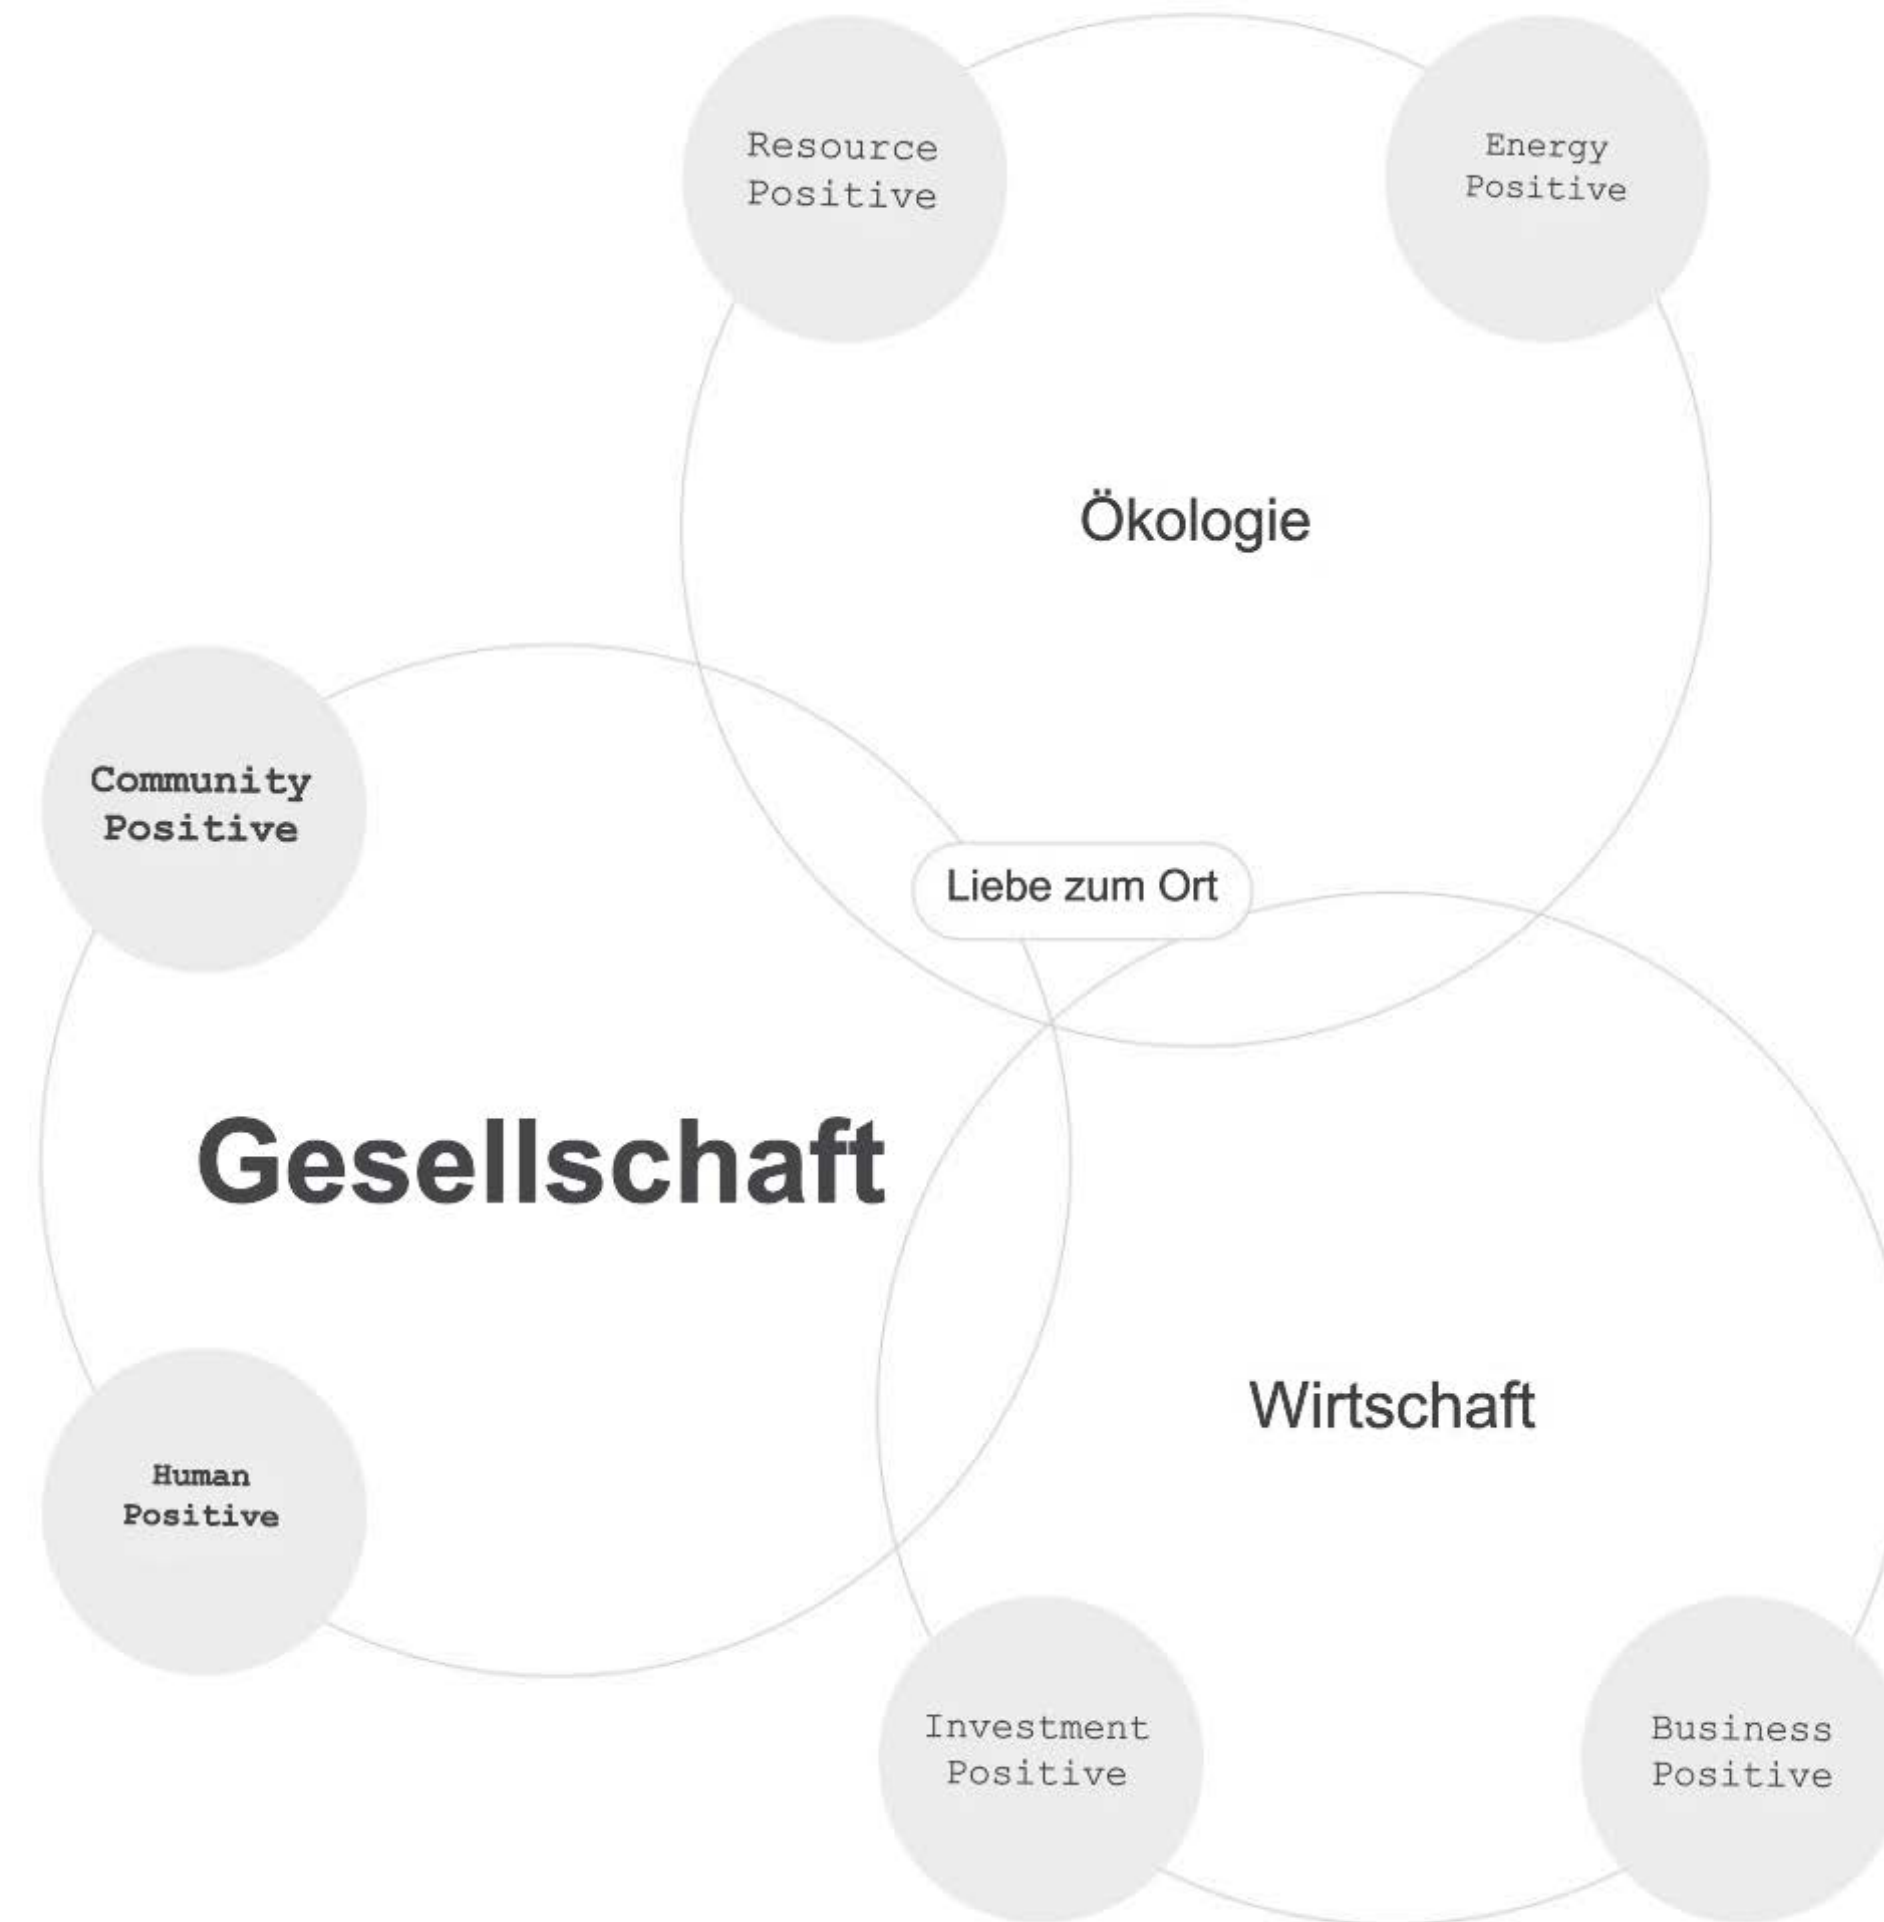 Resource
Positive
Energy
Positive
Ökologie
Community
Positive
Liebe zum Ort
Gesellschaft
Wirtschaft
Human
Positive
Investment
Positive
Business
Positive